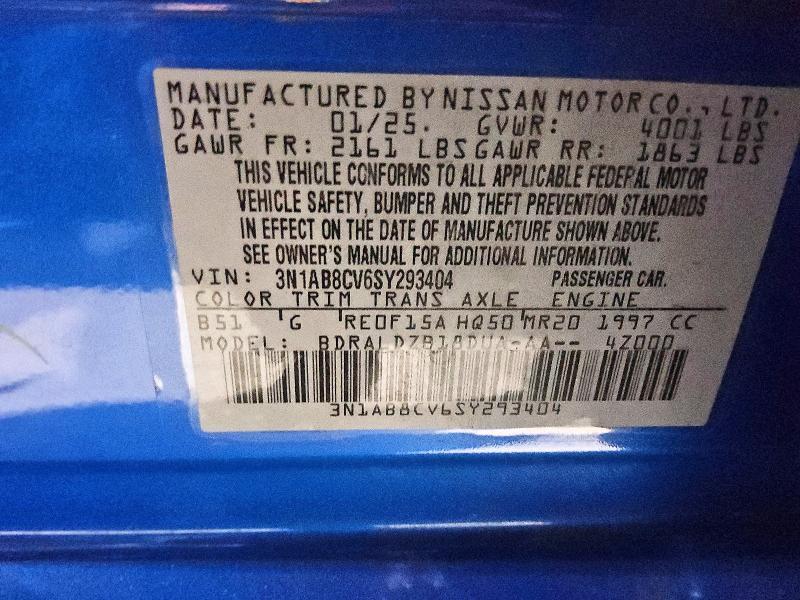 MANUFACTURED BY NISSAN MOTOR CO., LTD.
DATE: 01/25. GVWR: 4001 LBS
GAWR FR: 2161 LBS GAWR RR: 1863 LBS
THIS VEHICLE CONFORMS TO ALL APPLICABLE FEDERAL MOTOR
VEHICLE SAFETY, BUMPER AND THEFT PREVENTION STANDARDS
IN EFFECT ON THE DATE OF MANUFACTURE SHOWN ABOVE.
SEE OWNER'S MANUAL FOR ADDITIONAL INFORMATION.
VIN: 3N1AB8CV6SY293404 PASSENGER CAR.
COLOR TRIM TRANS AXLE ENGINE
B51 G RE0F15A HQ50 MR20 1997 CC
MODEL: BDRALDZB18DUA-AA-- 4Z000
3N1AB8CV6SY293404